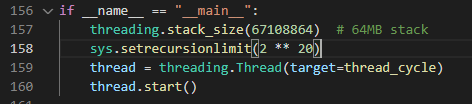 156 if __name__ == "__main__":
157 threading.stack_size(67108864)  # 64MB stack
158 sys.setrecursionlimit(2 ** 20)
159 thread = threading.Thread(target=thread_cycle)
160 thread.start()
161